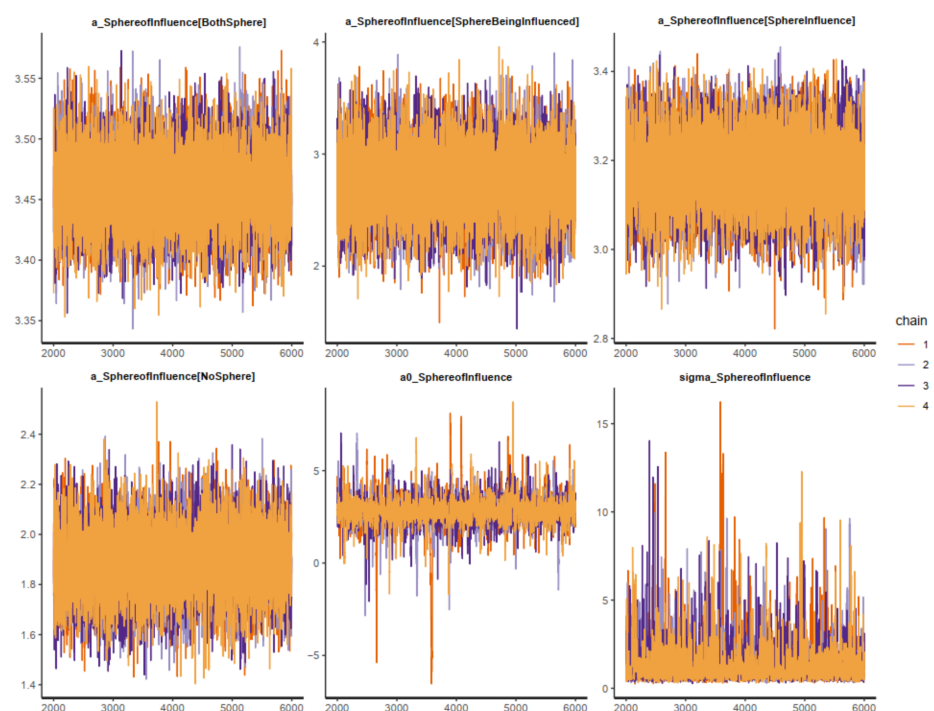 a_SphereofInfluence[BothSphere]
3.55
3.50
3.45
3.40
3.35
2000 3000 4000 5000 6000
a_SphereofInfluence[SphereBeingInfluenced]
4
3
2
2000 3000 4000 5000 6000
a_SphereofInfluence[SphereInfluence]
3.4
3.2
3.0
2.8
2000 3000 4000 5000 6000
a_SphereofInfluence[NoSphere]
2.4
2.2
2.0
1.8
1.6
1.4
2000 3000 4000 5000 6000
a0_SphereofInfluence
5
0
−5
2000 3000 4000 5000 6000
sigma_SphereofInfluence
15
10
5
0
2000 3000 4000 5000 6000
chain
1
2
3
4